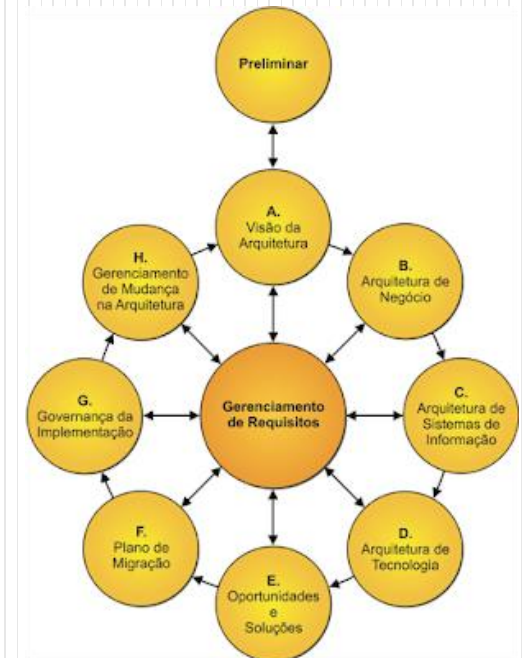 Preliminar
A.
Visão da
Arquitetura
H.
Gerenciamento
de Mudança
na Arquitetura
B.
Arquitetura de
Negócio
G.
Governança da
Implementação
Gerenciamento
de Requisitos
C.
Arquitetura de
Sistemas de
Informação
F.
Plano de
Migração
D.
Arquitetura de
Tecnologia
E.
Oportunidades
e
Soluções